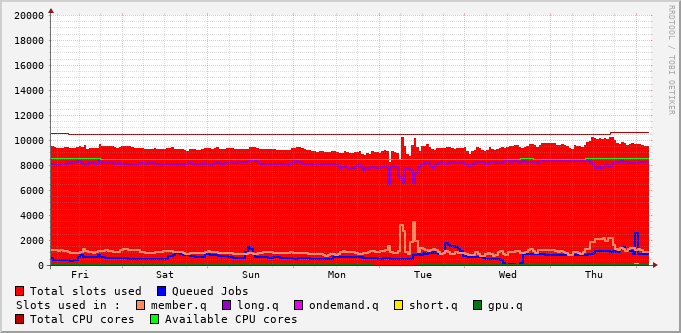 20000
18000
16000
14000
12000
10000
8000
6000
4000
2000
0
Fri Sat Sun Mon Tue Wed Thu
Total slots used Queued Jobs
Slots used in : member.q long.q ondemand.q short.q gpu.q
Total CPU cores Available CPU cores
RRDTOOL / TOBI OETIKER